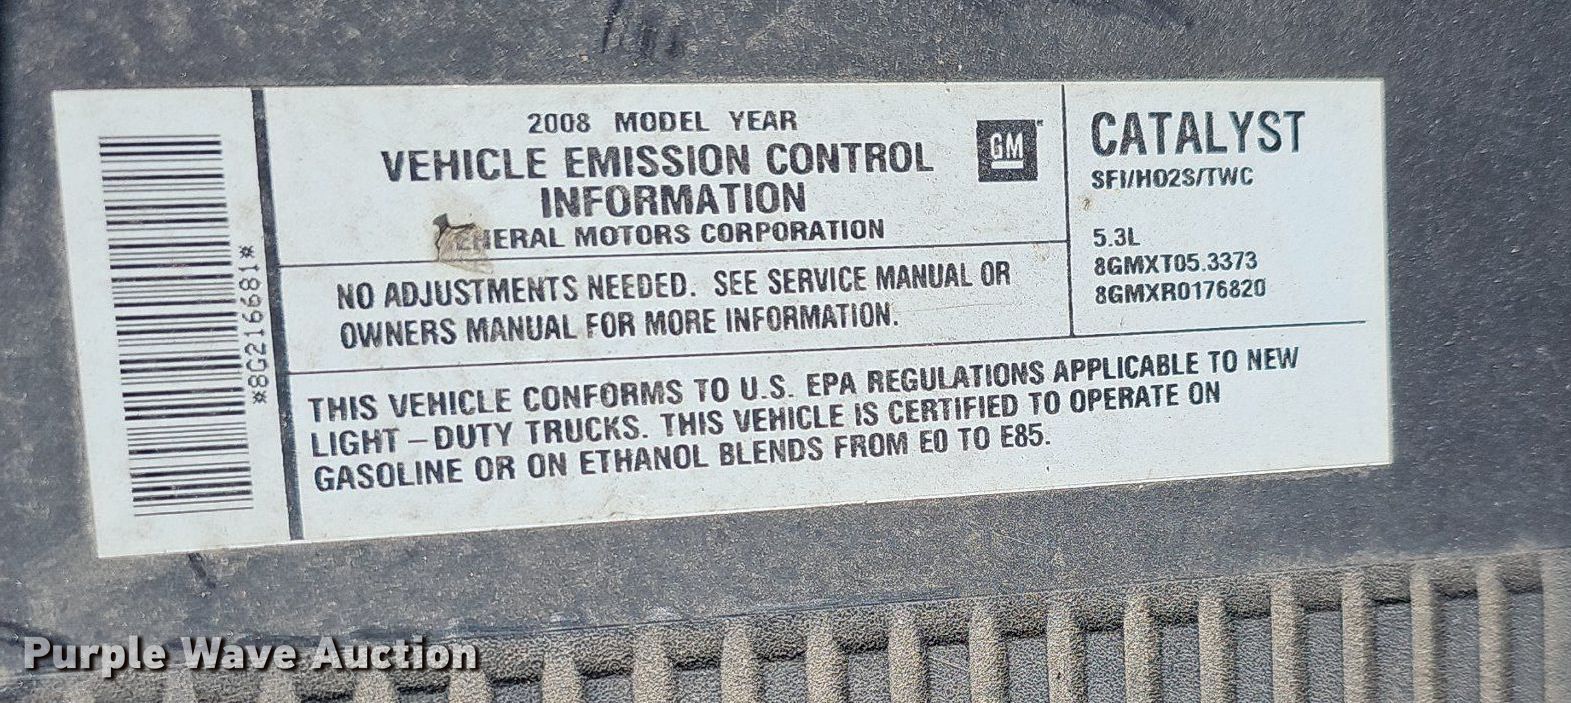 2008 MODEL YEAR
VEHICLE EMISSION CONTROL
INFORMATION
GENERAL MOTORS CORPORATION
GM
CATALYST
SFI/HO2S/TWC
5.3L
8GMXT05.3373
8GMXR0176820
NO ADJUSTMENTS NEEDED. SEE SERVICE MANUAL OR
OWNERS MANUAL FOR MORE INFORMATION.
THIS VEHICLE CONFORMS TO U.S. EPA REGULATIONS APPLICABLE TO NEW
LIGHT – DUTY TRUCKS. THIS VEHICLE IS CERTIFIED TO OPERATE ON
GASOLINE OR ON ETHANOL BLENDS FROM E0 TO E85.
*8G216681*
Purple Wave Auction